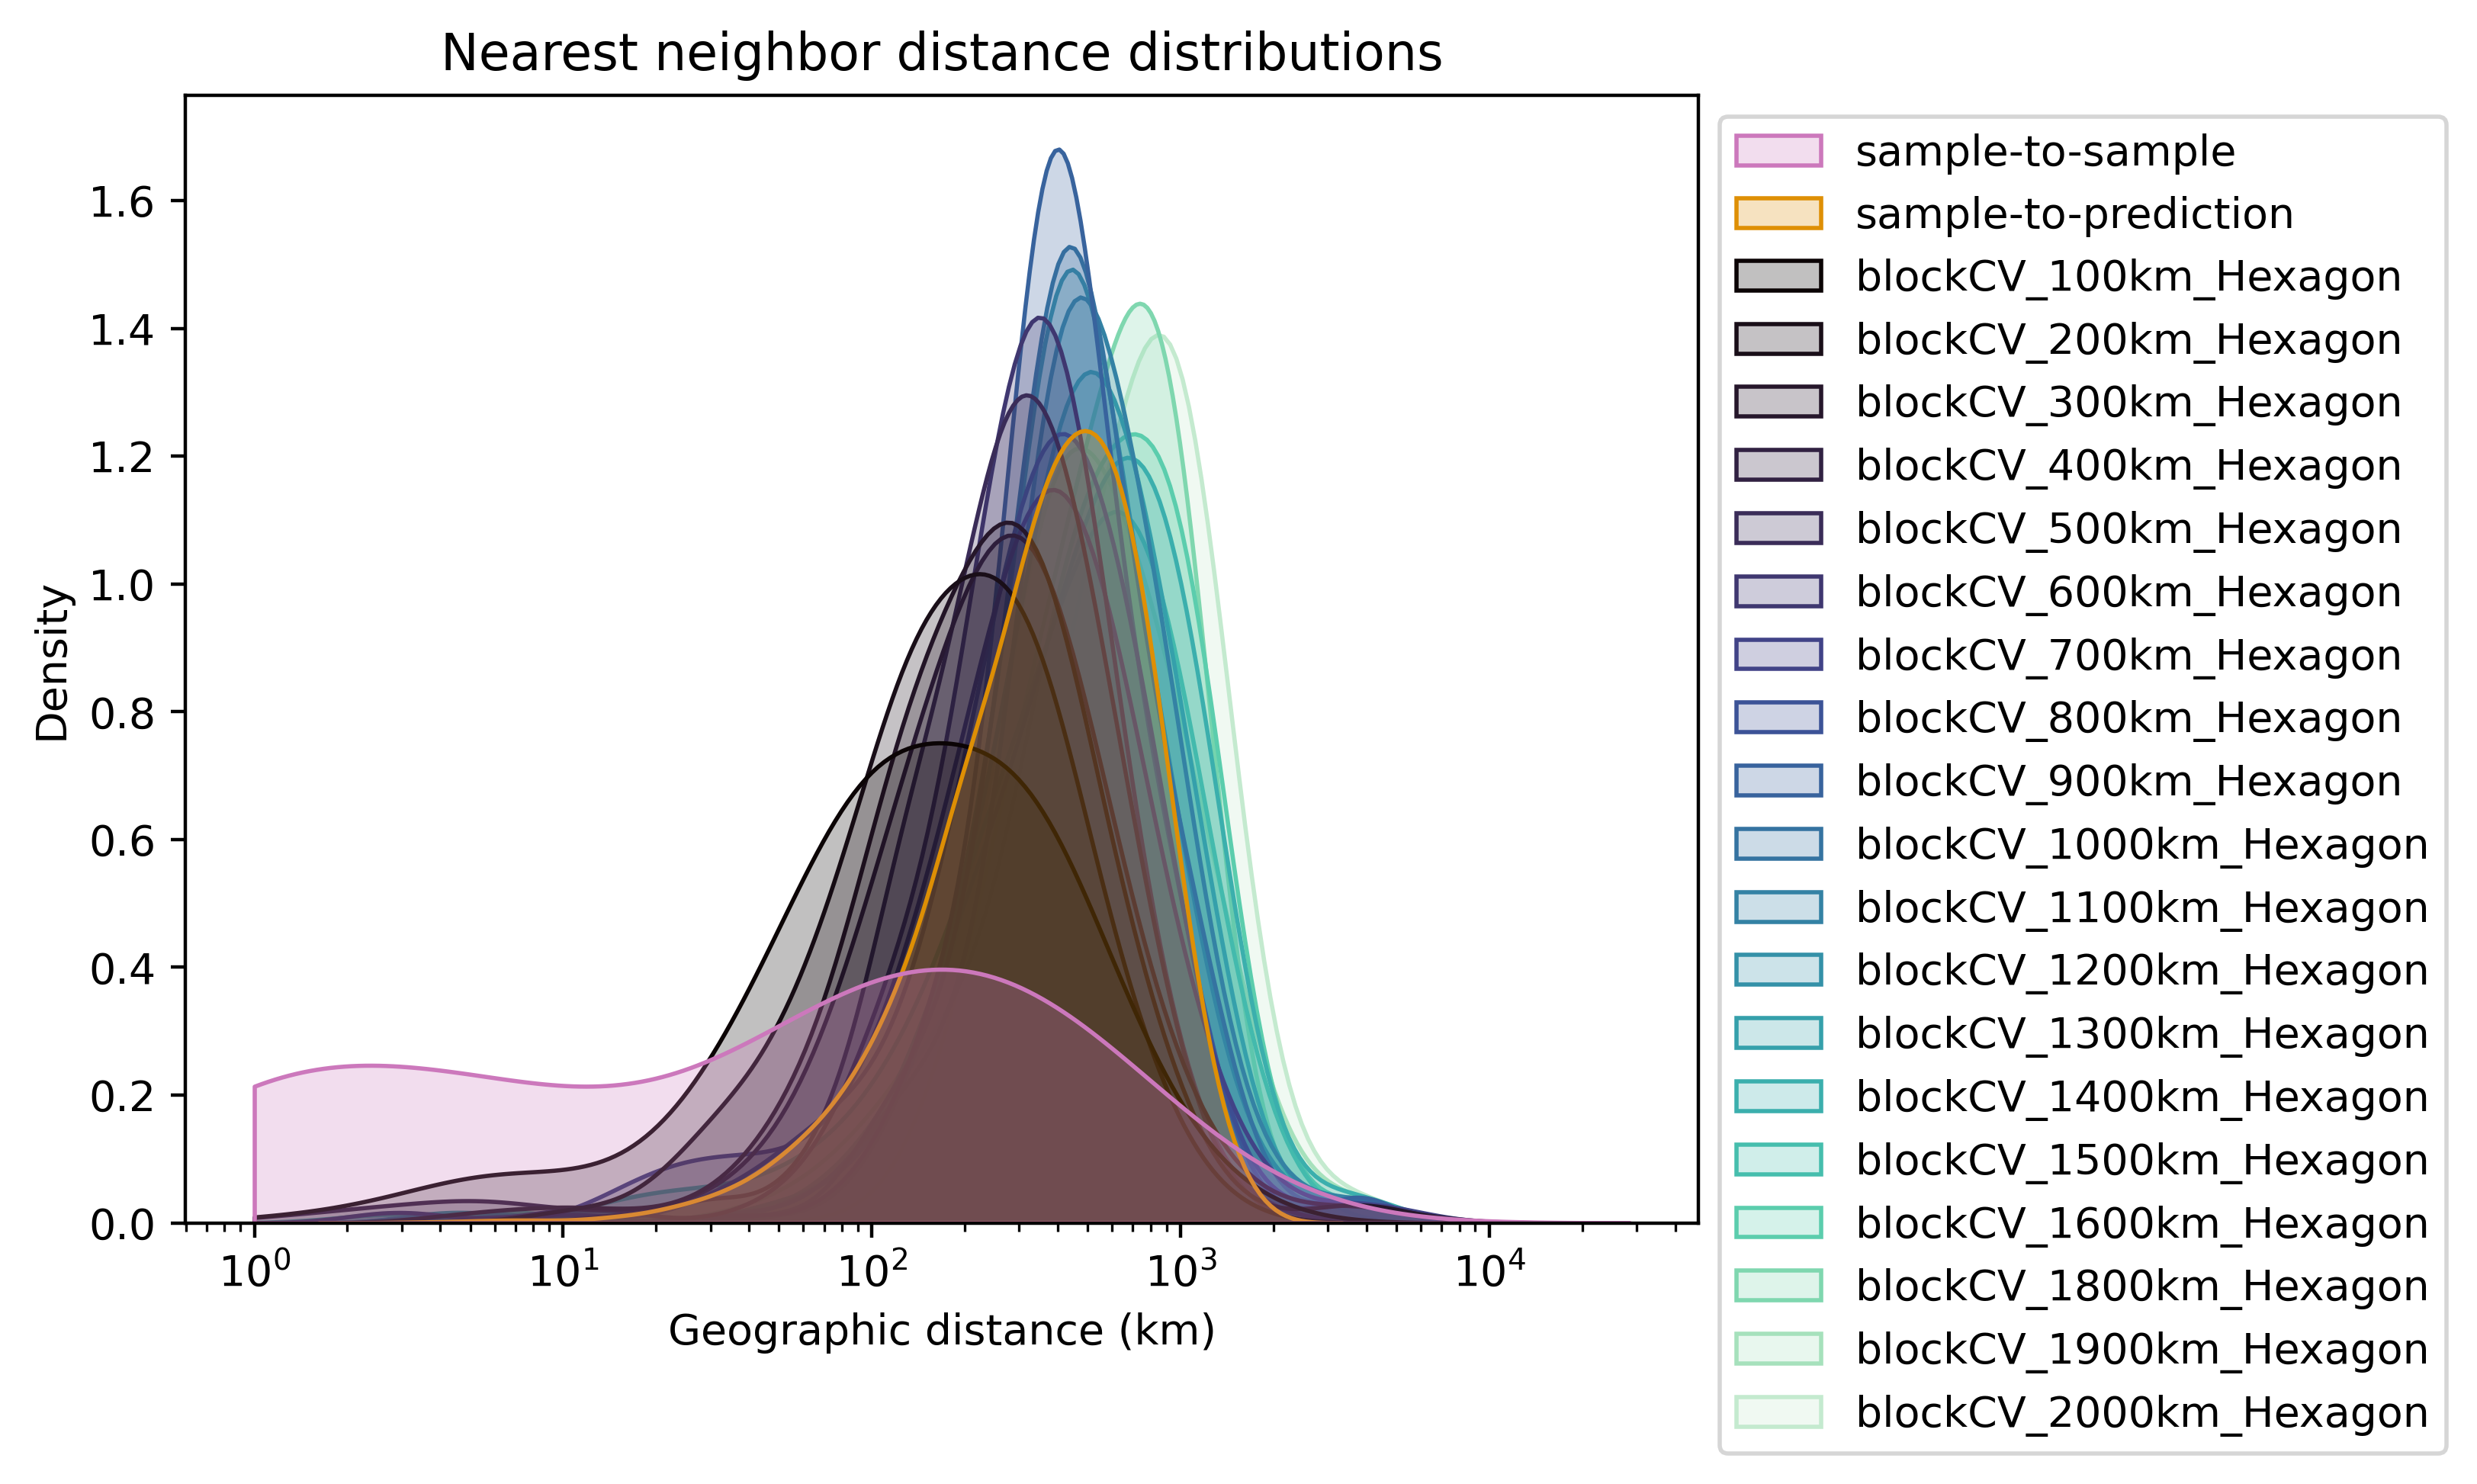 Nearest neighbor distance distributions
Density
1.6
1.4
1.2
1.0
0.8
0.6
0.4
0.2
0.0
10⁰ 10¹ 10² 10³ 10⁴
Geographic distance (km)
sample-to-sample
sample-to-prediction
blockCV_100km_Hexagon
blockCV_200km_Hexagon
blockCV_300km_Hexagon
blockCV_400km_Hexagon
blockCV_500km_Hexagon
blockCV_600km_Hexagon
blockCV_700km_Hexagon
blockCV_800km_Hexagon
blockCV_900km_Hexagon
blockCV_1000km_Hexagon
blockCV_1100km_Hexagon
blockCV_1200km_Hexagon
blockCV_1300km_Hexagon
blockCV_1400km_Hexagon
blockCV_1500km_Hexagon
blockCV_1600km_Hexagon
blockCV_1800km_Hexagon
blockCV_1900km_Hexagon
blockCV_2000km_Hexagon